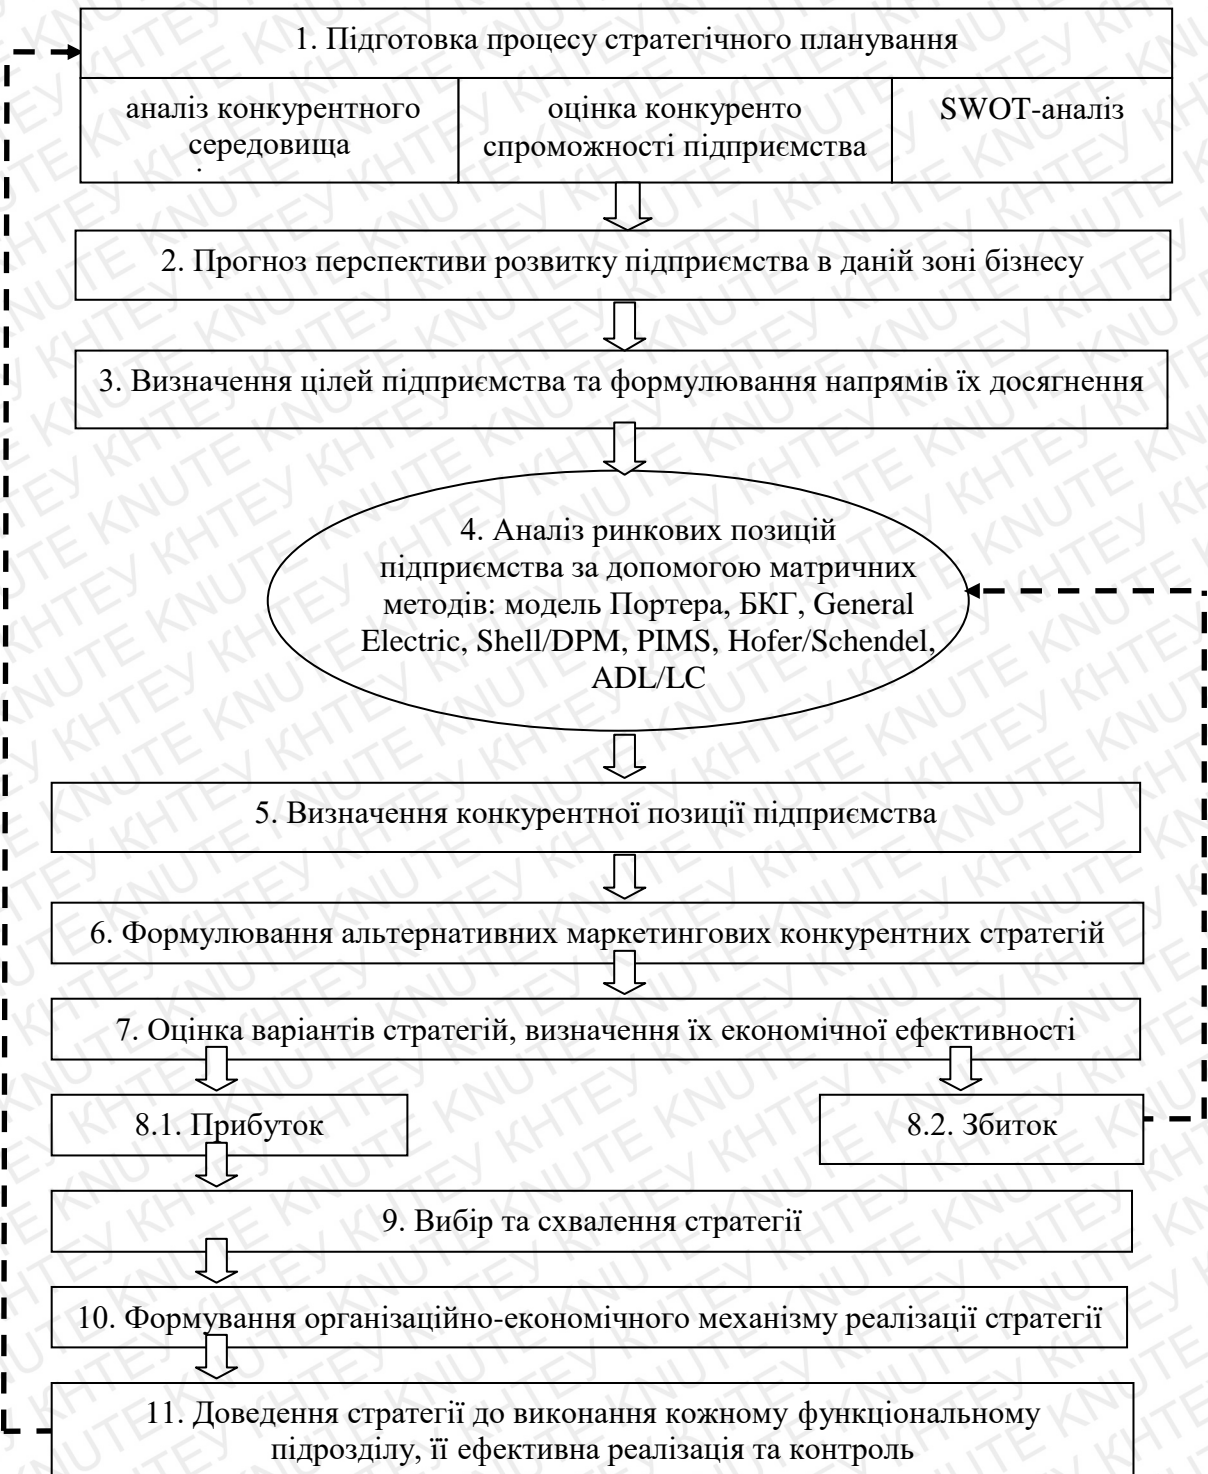 1. Підготовка процесу стратегічного планування
аналіз конкурентного
середовища
оцінка конкуренто
спроможності підприємства
SWOT-аналіз
2. Прогноз перспективи розвитку підприємства в даній зоні бізнесу
3. Визначення цілей підприємства та формулювання напрямів їх досягнення
4. Аналіз ринкових позицій
підприємства за допомогою матричних
методів: модель Портера, БКГ, General
Electric, Shell/DPM, PIMS, Hofer/Schendel,
ADL/LC
5. Визначення конкурентної позиції підприємства
6. Формулювання альтернативних маркетингових конкурентних стратегій
7. Оцінка варіантів стратегій, визначення їх економічної ефективності
8.1. Прибуток
8.2. Збиток
9. Вибір та схвалення стратегії
10. Формування організаційно-економічного механізму реалізації стратегії
11. Доведення стратегії до виконання кожному функціональному
підрозділу, її ефективна реалізація та контроль